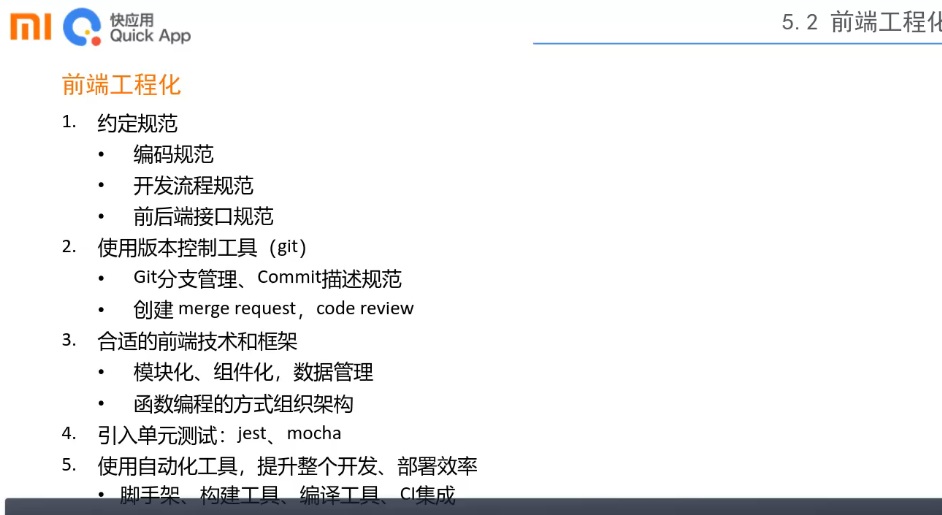 mi 快应用
Quick App
5.2 前端工程化
前端工程化
1. 约定规范
• 编码规范
• 开发流程规范
• 前后端接口规范
2. 使用版本控制工具（git）
• Git分支管理、Commit描述规范
• 创建 merge request，code review
3. 合适的前端技术和框架
• 模块化、组件化，数据管理
• 函数编程的方式组织架构
4. 引入单元测试：jest、mocha
5. 使用自动化工具，提升整个开发、部署效率
• 脚手架、构建工具、编译工具、CI集成